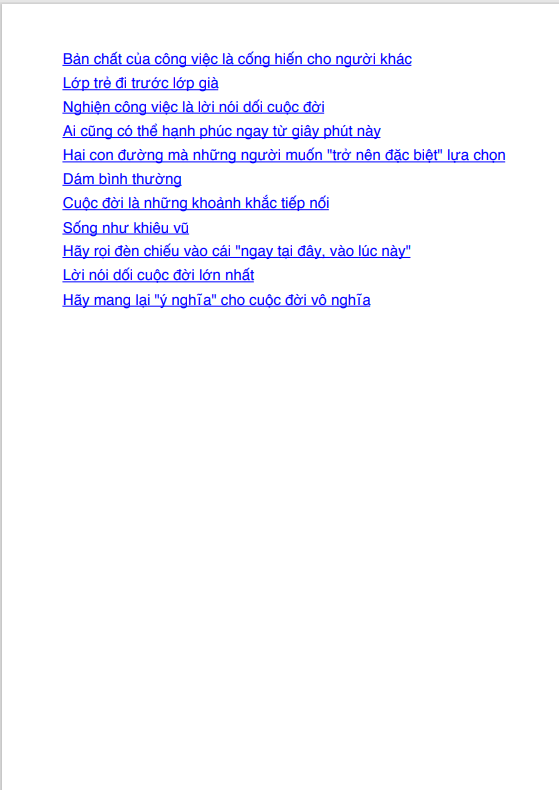 Bản chất của công việc là cống hiến cho người khác
Lớp trẻ đi trước lớp già
Nghiện công việc là lời nói dối cuộc đời
Ai cũng có thể hạnh phúc ngay từ giây phút này
Hai con đường mà những người muốn "trở nên đặc biệt" lựa chọn
Dám bình thường
Cuộc đời là những khoảnh khắc tiếp nối
Sống như khiêu vũ
Hãy rọi đèn chiếu vào cái "ngay tại đây, vào lúc này"
Lời nói dối cuộc đời lớn nhất
Hãy mang lại "ý nghĩa" cho cuộc đời vô nghĩa